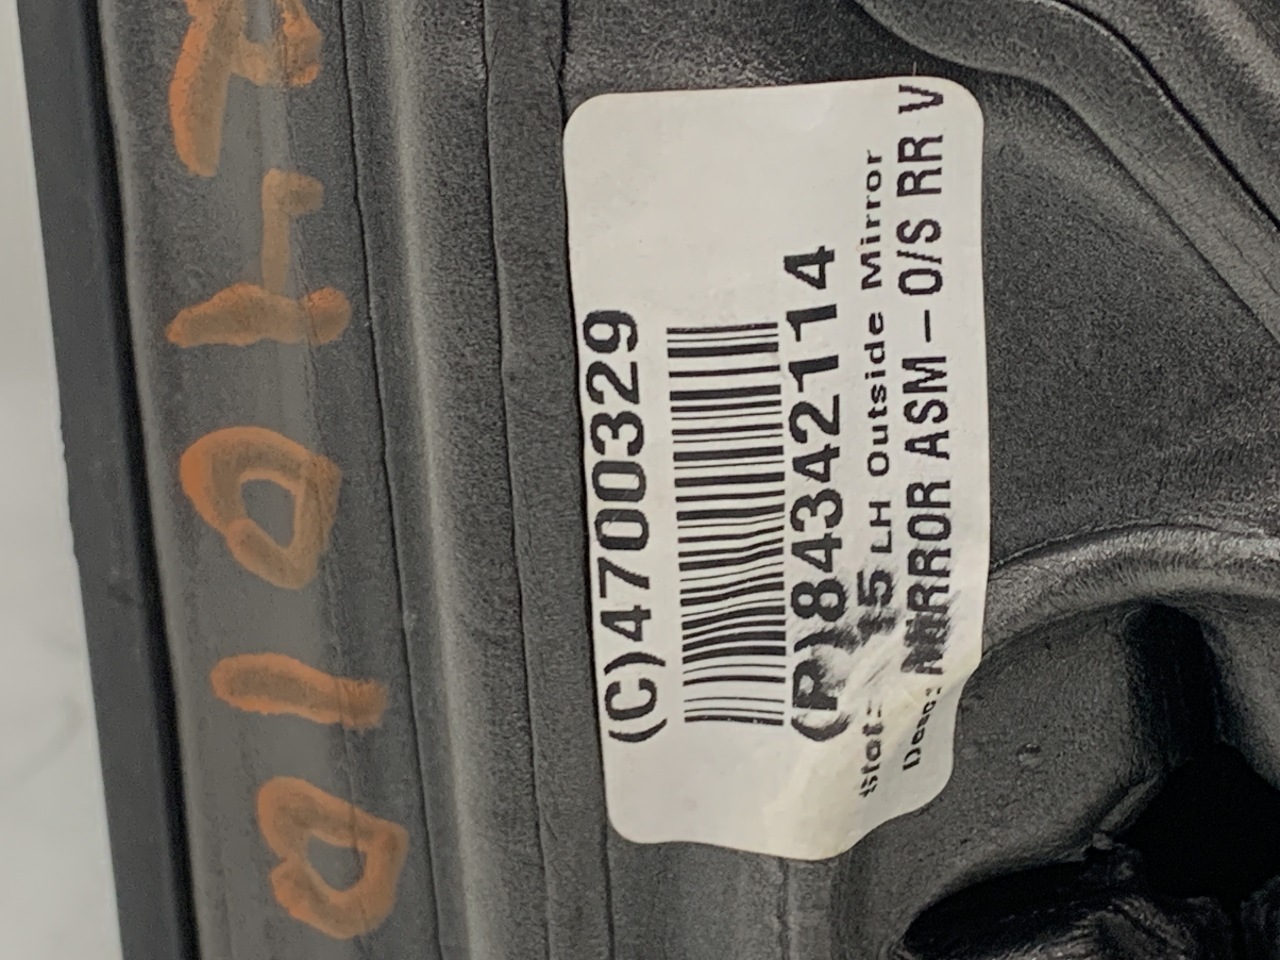 (C)4700329
(P)84342114
Stat: 15 LH Outside Mirror
Desc: MIRROR ASM-O/S RR V